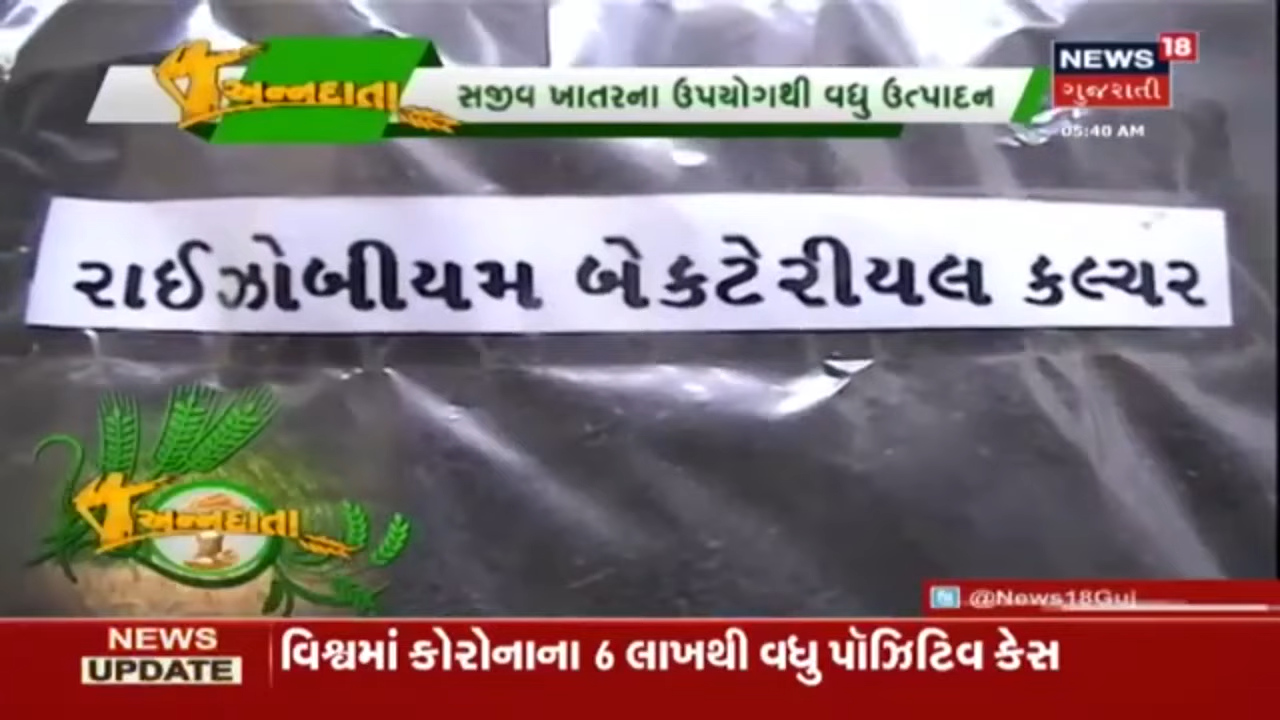 અન્નદાતા
સજીવ ખાતરના ઉપયોગથી વધુ ઉત્પાદન
NEWS 18
ગુજરાતી
05:40 AM
રાઈઝોબીયમ બેકટેરીયલ કલ્ચર
અન્નદાતા
@News18Guj
NEWS UPDATE
વિશ્વમાં કોરોનાના 6 લાખથી વધુ પૉઝિટિવ કેસ